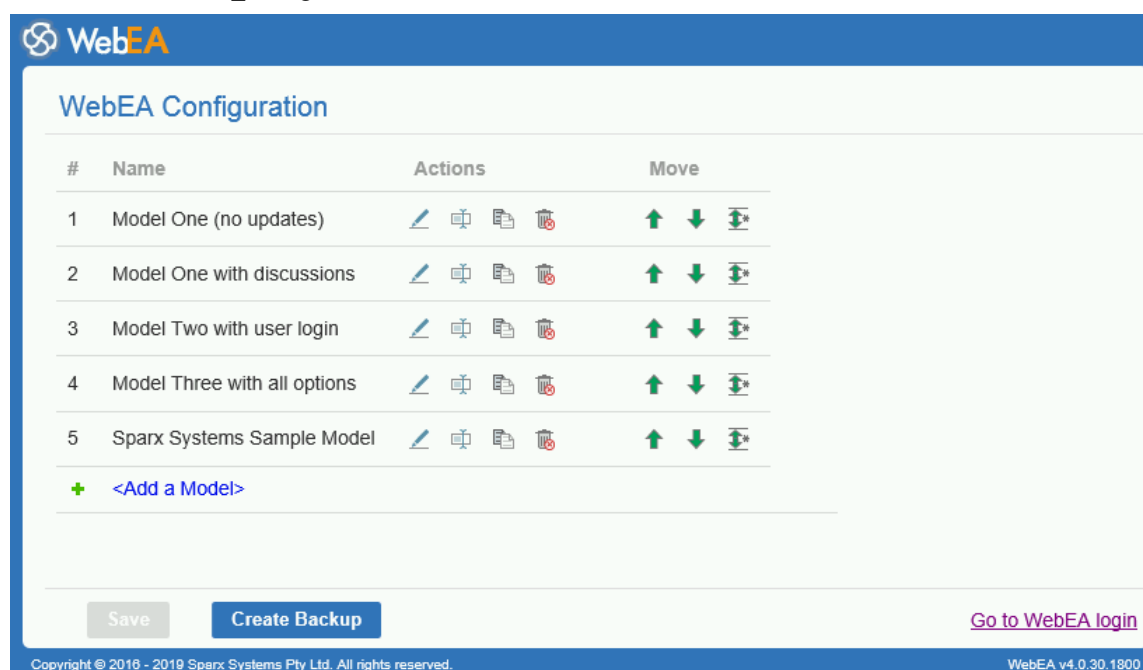 WebEA
WebEA Configuration
# Name Actions Move
1 Model One (no updates)
2 Model One with discussions
3 Model Two with user login
4 Model Three with all options
5 Sparx Systems Sample Model
<Add a Model>
Save Create Backup Go to WebEA login
Copyright © 2016 - 2019 Sparx Systems Pty Ltd. All rights reserved. WebEA v4.0.30.1800